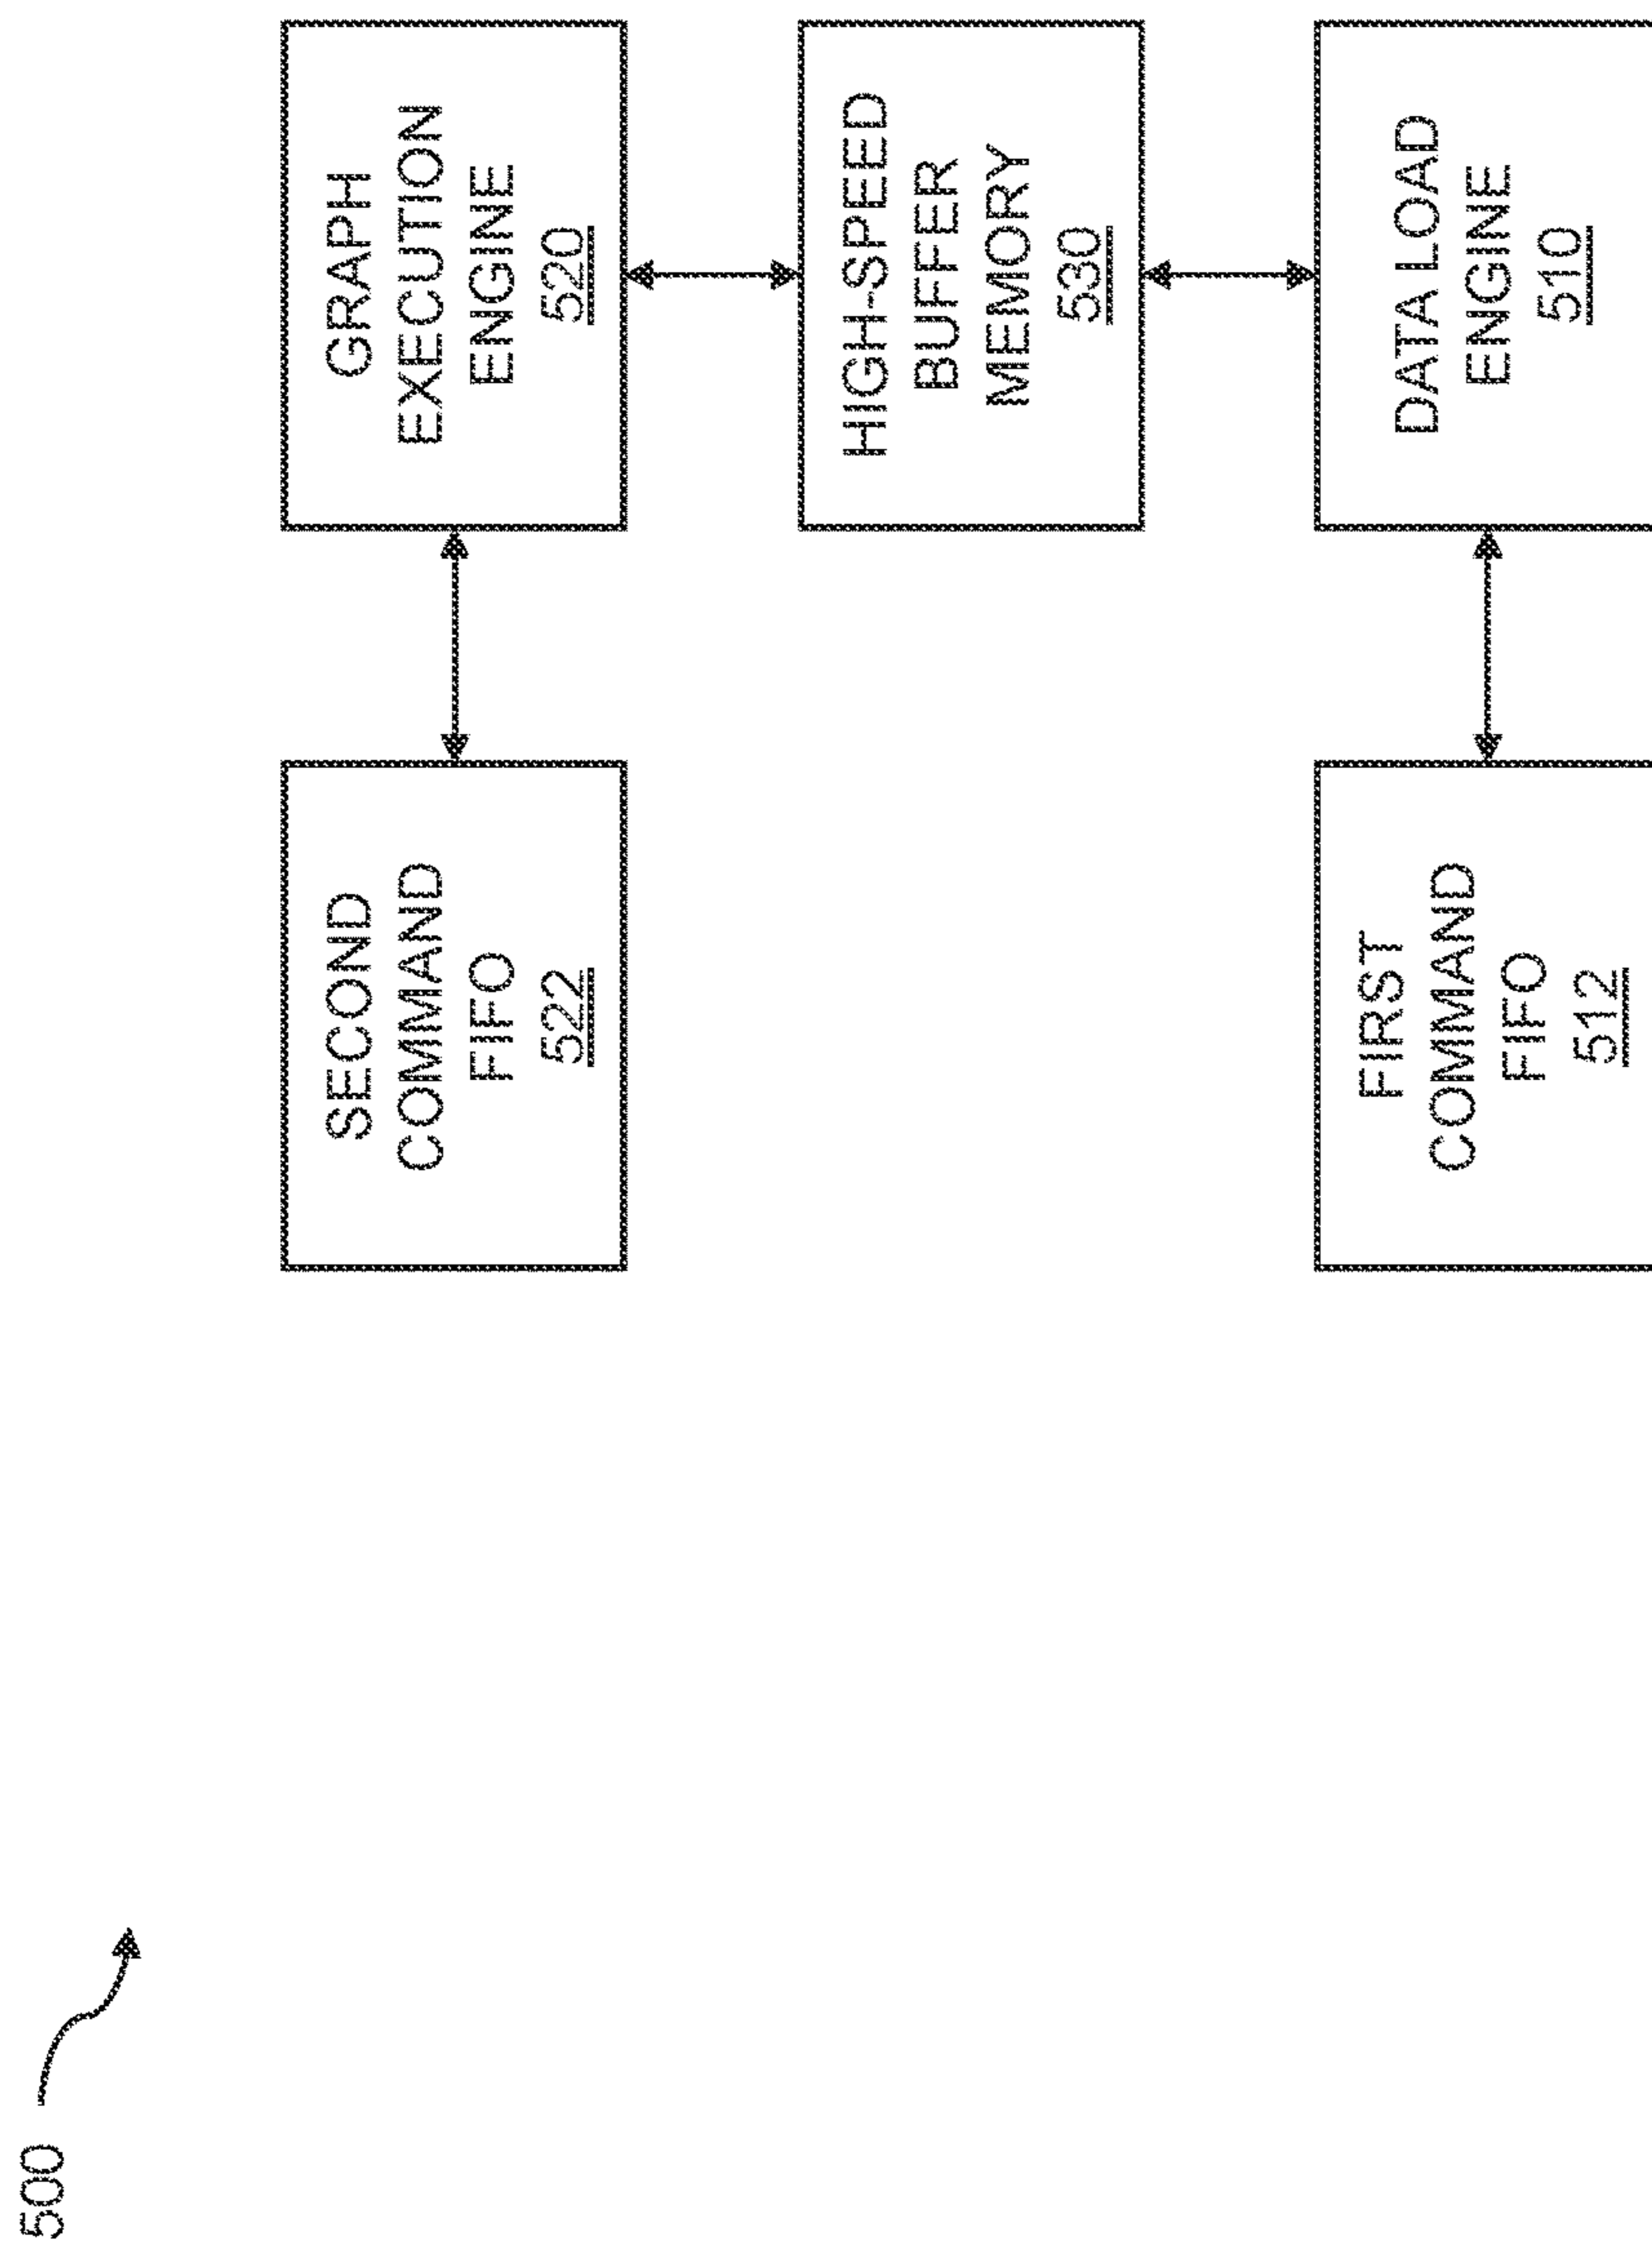 500
SECOND
COMMAND
FIFO
522
GRAPH
EXECUTION
ENGINE
520
HIGH-SPEED
BUFFER
MEMORY
530
FIRST
COMMAND
FIFO
512
DATA LOAD
ENGINE
510